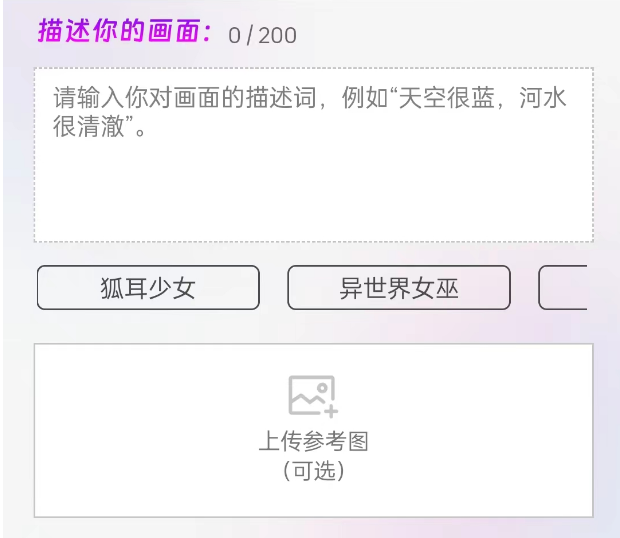 描述你的画面：0 / 200
请输入你对画面的描述词，例如“天空很蓝，河水
很清澈”。
狐耳少女 异世界女巫
上传参考图
（可选）